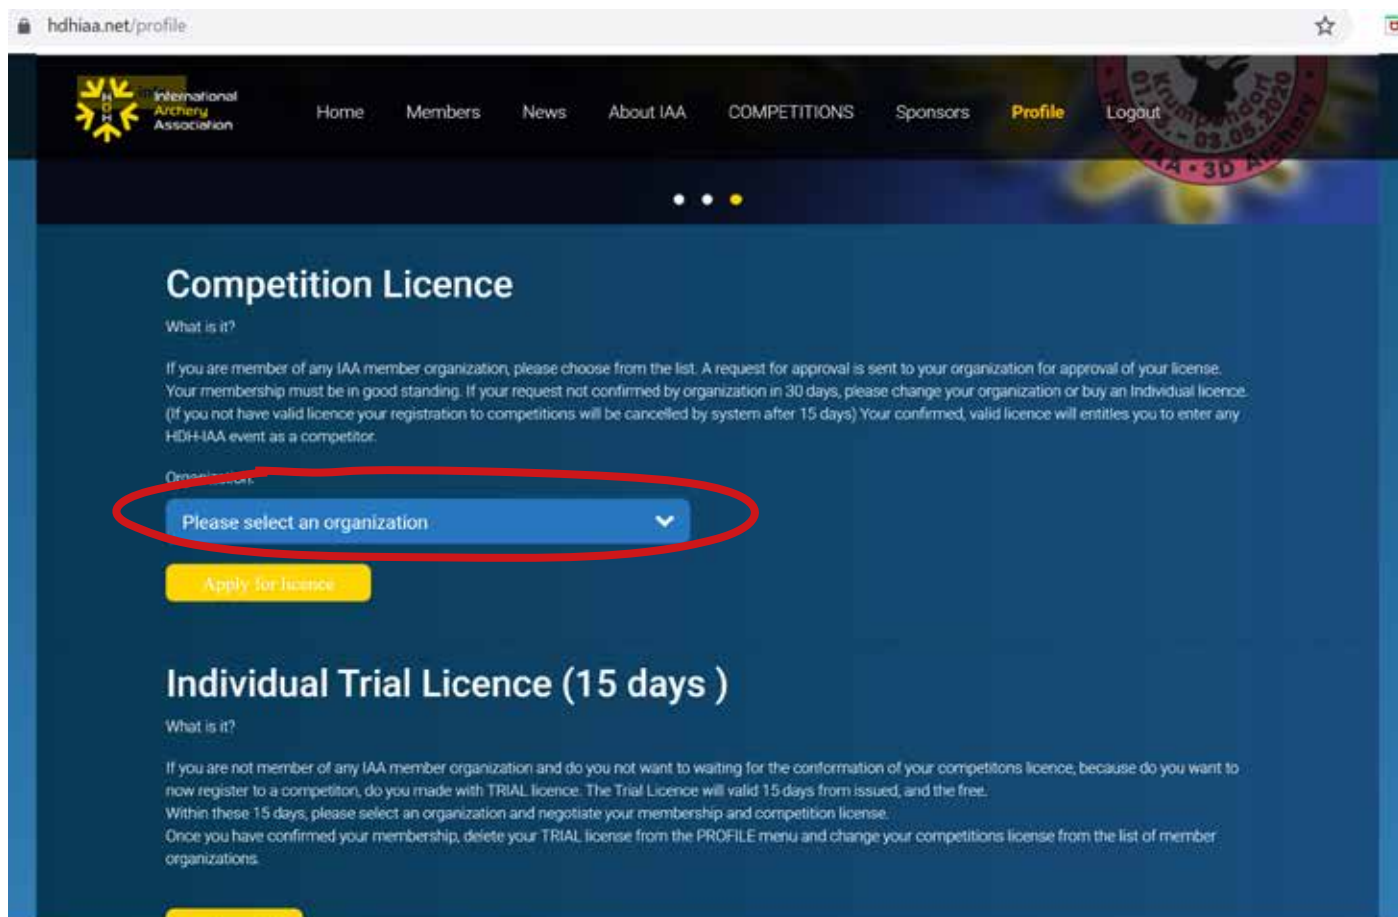 hdhiaa.net/profile
International
Archery
Association
HDH
Home Members News About IAA COMPETITIONS Sponsors Profile Logout
Krumpendorf
01. - 03.05.2020
HDH IAA • 3D Archery
Competition Licence
What is it?
If you are member of any IAA member organization, please choose from the list. A request for approval is sent to your organization for approval of your license.
Your membership must be in good standing. If your request not confirmed by organization in 30 days, please change your organization or buy an Individual licence.
(If you not have valid licence your registration to competitions will be cancelled by system after 15 days) Your confirmed, valid licence will entitles you to enter any
HDH-IAA event as a competitor.
Organization:
Please select an organization
Apply for licence
Individual Trial Licence (15 days )
What is it?
If you are not member of any IAA member organization and do you not want to waiting for the conformation of your competitons licence, because do you want to
now register to a competiton, do you made with TRIAL licence. The Trial Licence will valid 15 days from issued, and the free.
Within these 15 days, please select an organization and negotiate your membership and competition license.
Once you have confirmed your membership, delete your TRIAL license from the PROFILE menu and change your competitions license from the list of member
organizations.